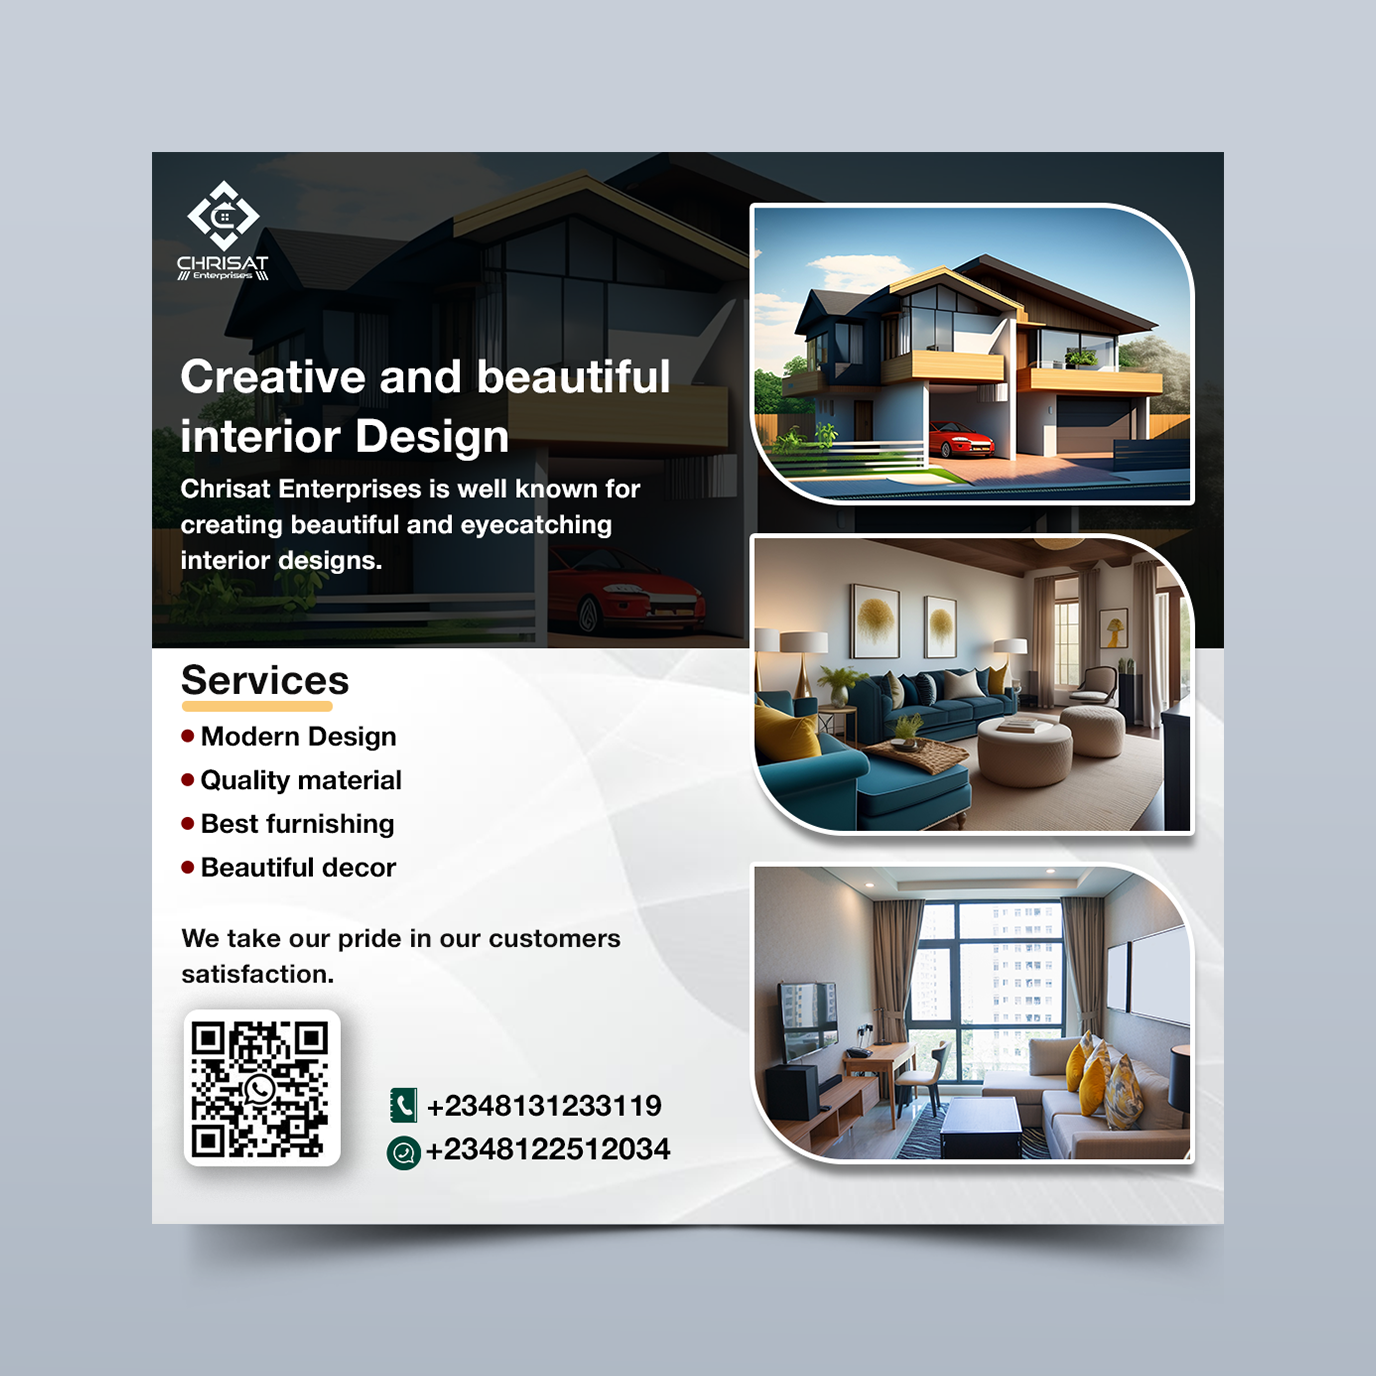 CHRISAT
/// Enterprises \\\
Creative and beautiful
interior Design
Chrisat Enterprises is well known for
creating beautiful and eyecatching
interior designs.
Services
Modern Design
Quality material
Best furnishing
Beautiful decor
We take our pride in our customers
satisfaction.
+2348131233119
+2348122512034